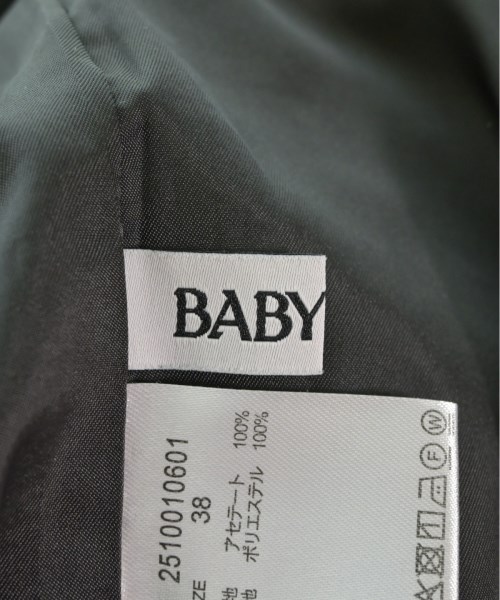 BABY
2510010601
ZE 38
地 アセテート 100%
地 ポリエステル 100%
F W